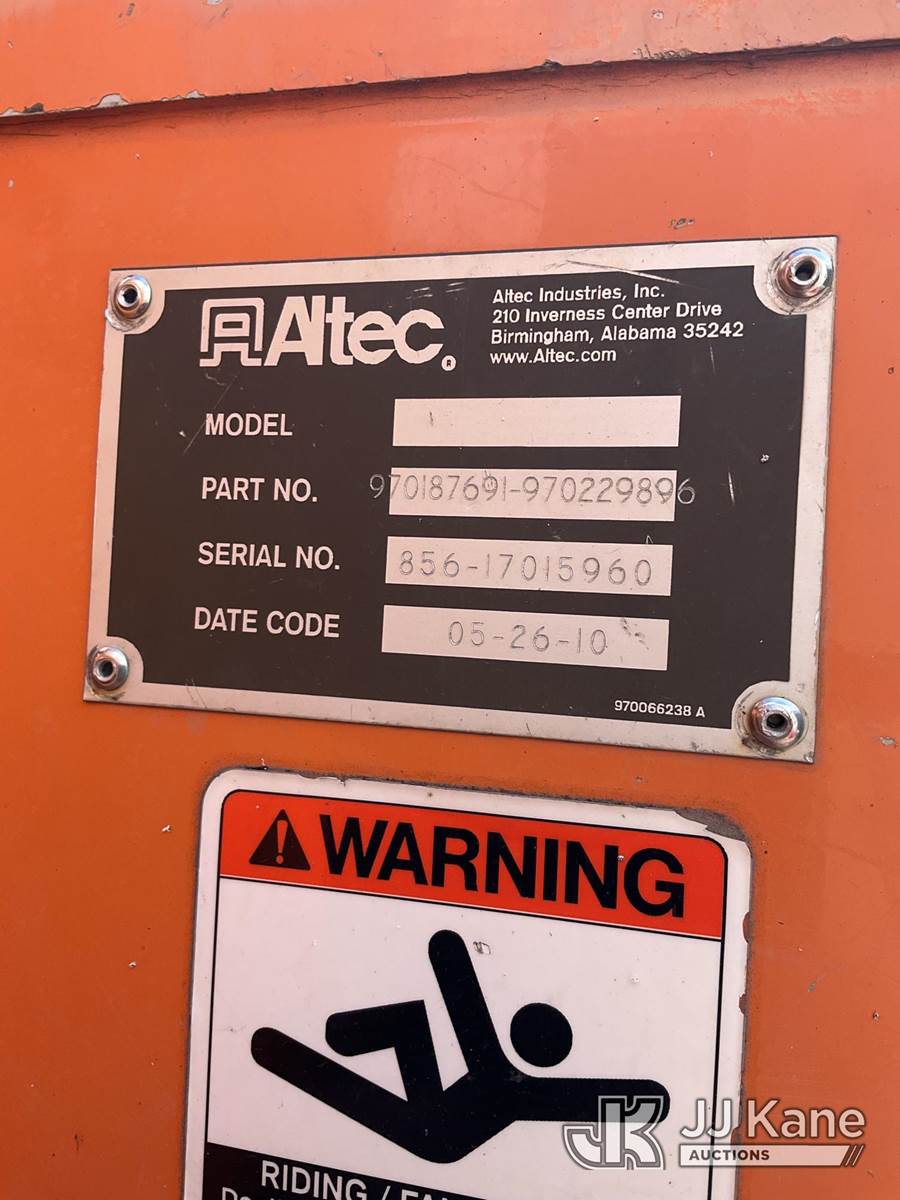 Altec
Altec Industries, Inc.
210 Inverness Center Drive
Birmingham, Alabama 35242
www.Altec.com
MODEL
PART NO. 970187691-970229896
SERIAL NO. 856-17015960
DATE CODE 05-26-10
970066238 A
WARNING
RIDING /
JJ Kane
AUCTIONS